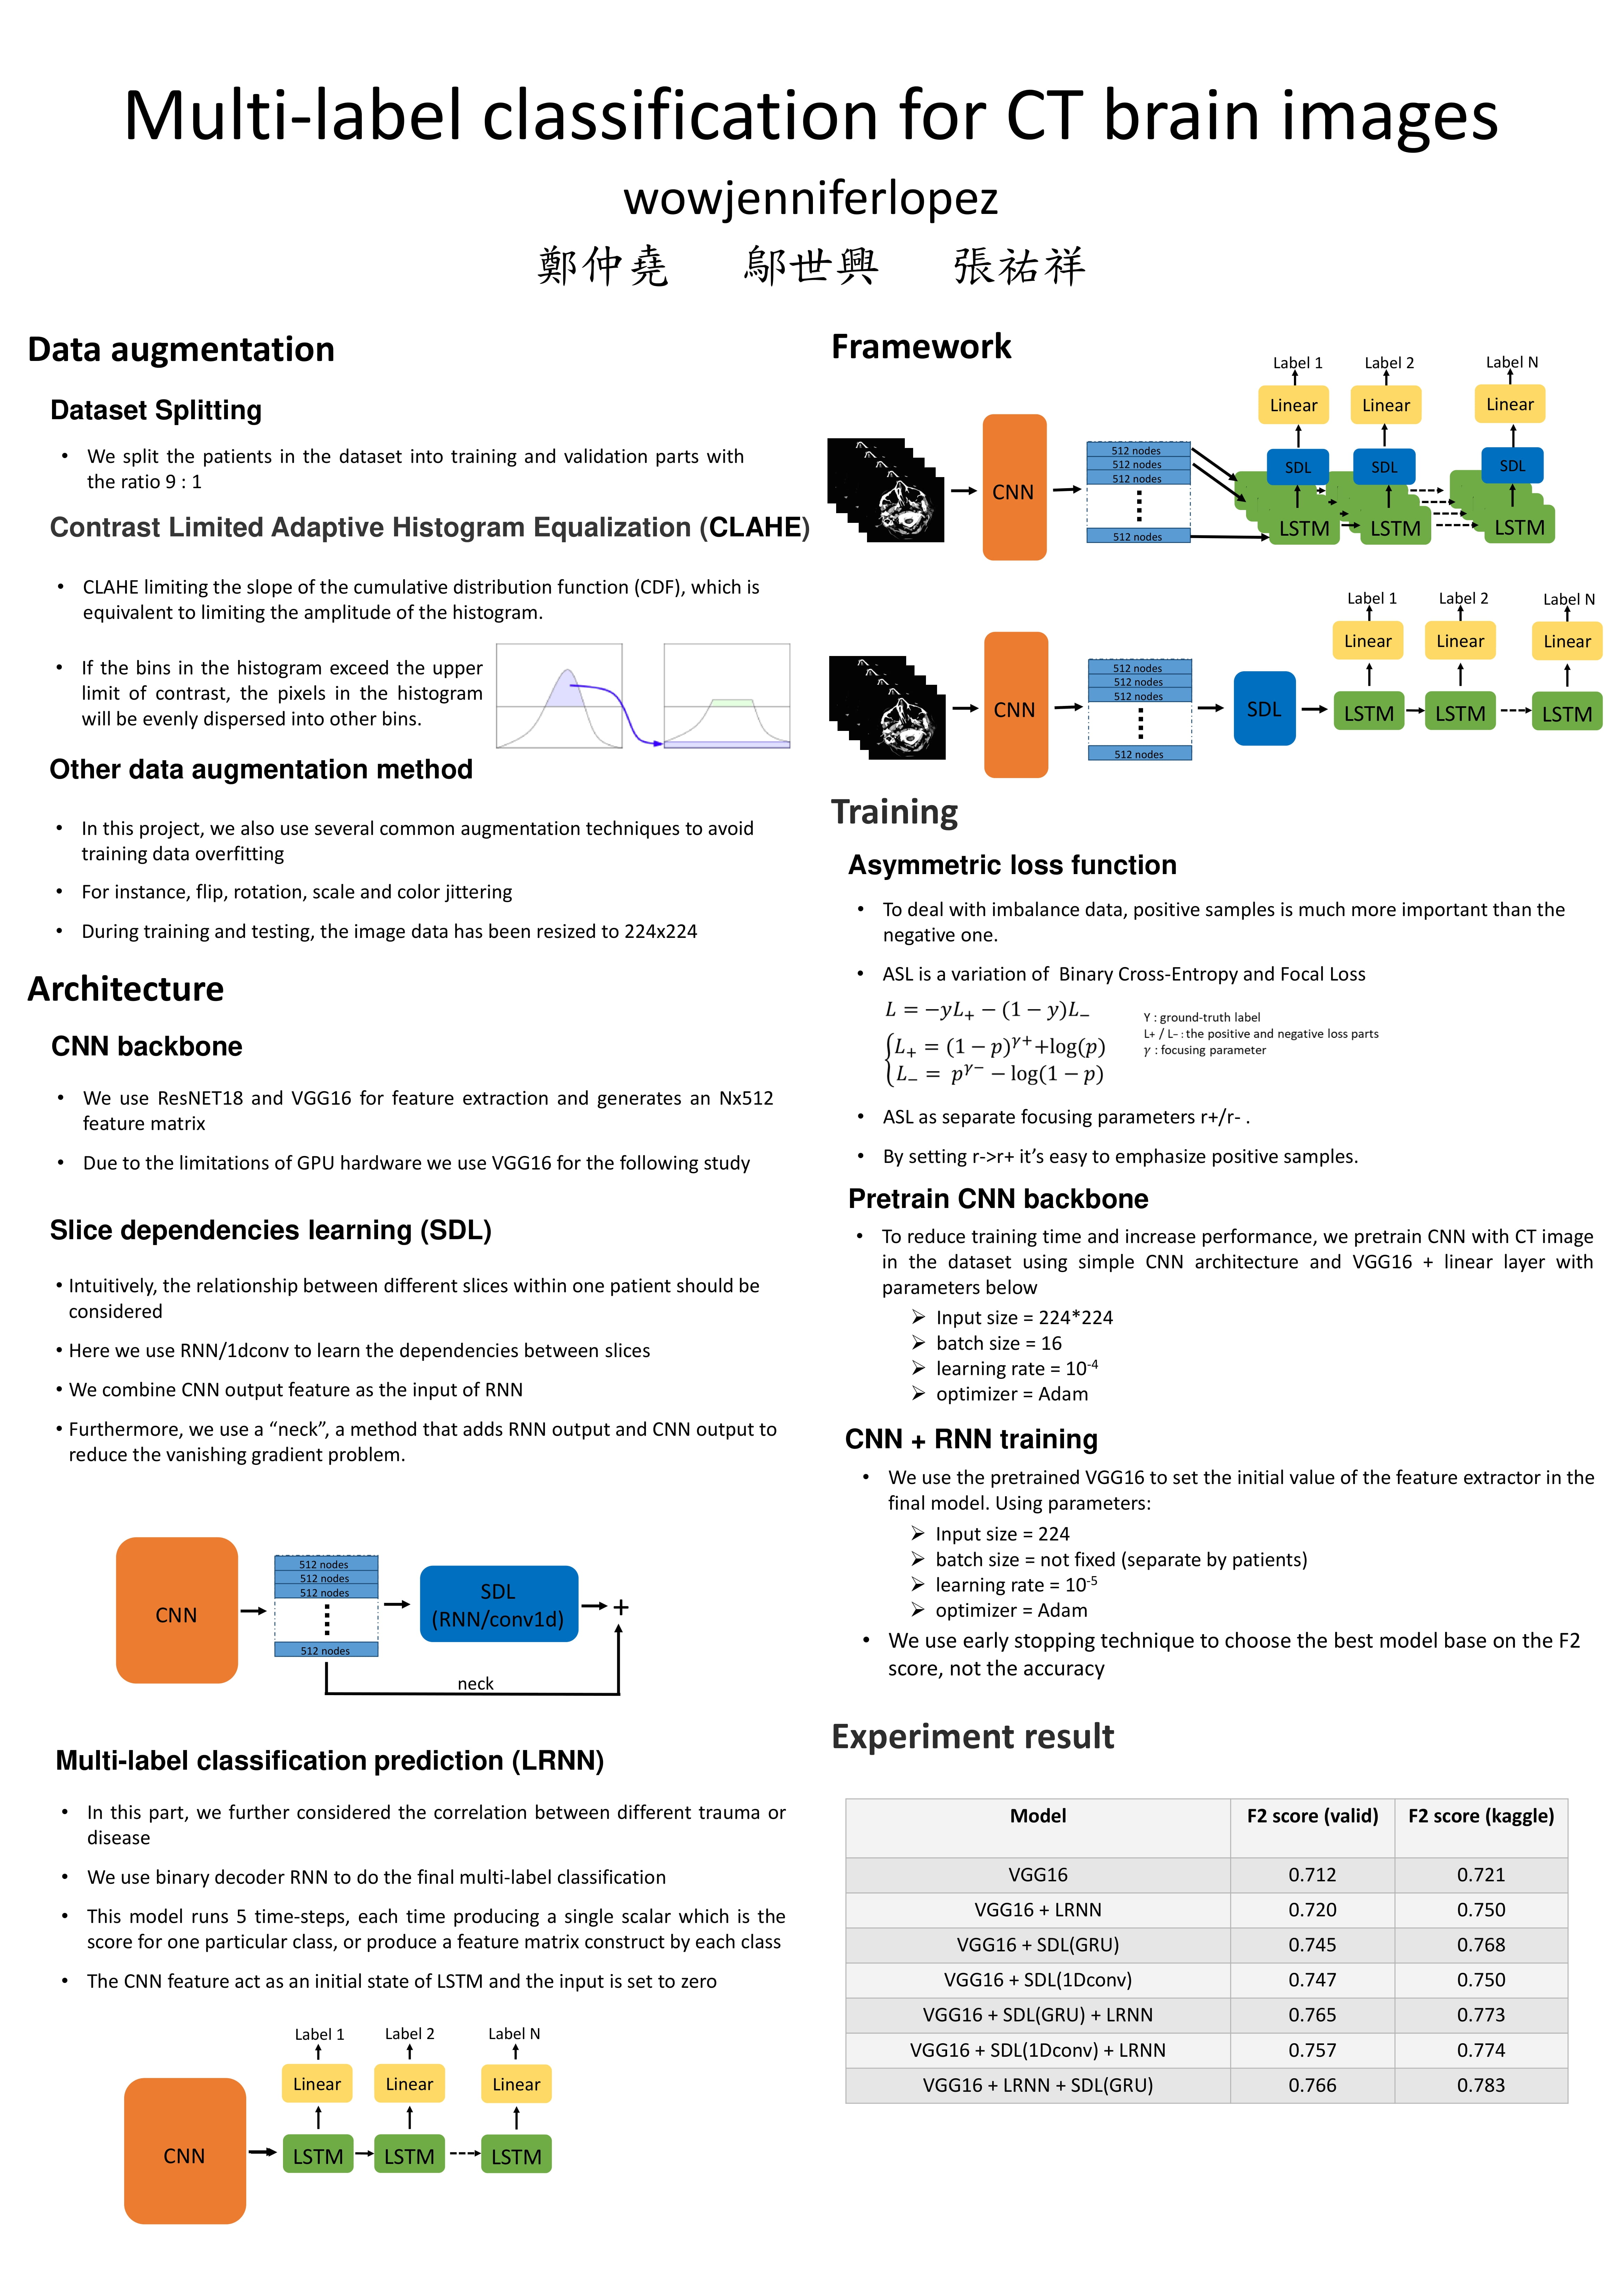 Multi-label classification for CT brain images
wowjenniferlopez
鄭仲堯 鄔世興 張祐祥
Data augmentation
Dataset Splitting
• We split the patients in the dataset into training and validation parts with
the ratio 9 : 1
Contrast Limited Adaptive Histogram Equalization (CLAHE)
• CLAHE limiting the slope of the cumulative distribution function (CDF), which is
equivalent to limiting the amplitude of the histogram.
• If the bins in the histogram exceed the upper
limit of contrast, the pixels in the histogram
will be evenly dispersed into other bins.
Other data augmentation method
• In this project, we also use several common augmentation techniques to avoid
training data overfitting
• For instance, flip, rotation, scale and color jittering
• During training and testing, the image data has been resized to 224x224
Architecture
CNN backbone
• We use ResNET18 and VGG16 for feature extraction and generates an Nx512
feature matrix
• Due to the limitations of GPU hardware we use VGG16 for the following study
Slice dependencies learning (SDL)
• Intuitively, the relationship between different slices within one patient should be
considered
• Here we use RNN/1dconv to learn the dependencies between slices
• We combine CNN output feature as the input of RNN
• Furthermore, we use a “neck”, a method that adds RNN output and CNN output to
reduce the vanishing gradient problem.
CNN
512 nodes
512 nodes
512 nodes
512 nodes
SDL
(RNN/conv1d)
+
neck
Multi-label classification prediction (LRNN)
• In this part, we further considered the correlation between different trauma or
disease
• We use binary decoder RNN to do the final multi-label classification
• This model runs 5 time-steps, each time producing a single scalar which is the
score for one particular class, or produce a feature matrix construct by each class
• The CNN feature act as an initial state of LSTM and the input is set to zero
Label 1 Label 2 Label N
Linear Linear Linear
CNN LSTM LSTM LSTM
Framework
Label 1 Label 2 Label N
Linear Linear Linear
SDL SDL SDL
CNN
512 nodes
512 nodes
512 nodes
512 nodes
LSTM LSTM LSTM
Label 1 Label 2 Label N
Linear Linear Linear
CNN
512 nodes
512 nodes
512 nodes
512 nodes
SDL
LSTM LSTM LSTM
Training
Asymmetric loss function
• To deal with imbalance data, positive samples is much more important than the
negative one.
• ASL is a variation of Binary Cross-Entropy and Focal Loss
L = −yL₊ − (1 − y)L₋
{L₊ = (1 − p)^γ+ +log(p)
L₋ = p^γ− − log(1 − p)
Y : ground-truth label
L+ / L− : the positive and negative loss parts
γ : focusing parameter
• ASL as separate focusing parameters r+/r- .
• By setting r->r+ it’s easy to emphasize positive samples.
Pretrain CNN backbone
• To reduce training time and increase performance, we pretrain CNN with CT image
in the dataset using simple CNN architecture and VGG16 + linear layer with
parameters below
➢ Input size = 224*224
➢ batch size = 16
➢ learning rate = 10⁻⁴
➢ optimizer = Adam
CNN + RNN training
• We use the pretrained VGG16 to set the initial value of the feature extractor in the
final model. Using parameters:
➢ Input size = 224
➢ batch size = not fixed (separate by patients)
➢ learning rate = 10⁻⁵
➢ optimizer = Adam
• We use early stopping technique to choose the best model base on the F2
score, not the accuracy
Experiment result
Model F2 score (valid) F2 score (kaggle)
VGG16 0.712 0.721
VGG16 + LRNN 0.720 0.750
VGG16 + SDL(GRU) 0.745 0.768
VGG16 + SDL(1Dconv) 0.747 0.750
VGG16 + SDL(GRU) + LRNN 0.765 0.773
VGG16 + SDL(1Dconv) + LRNN 0.757 0.774
VGG16 + LRNN + SDL(GRU) 0.766 0.783